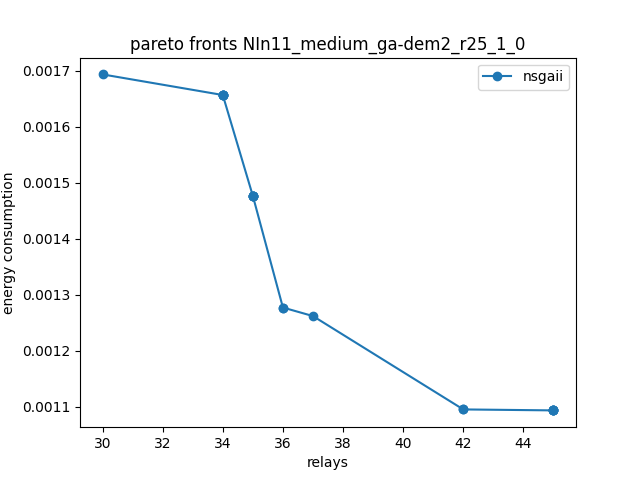 pareto fronts NIn11_medium_ga-dem2_r25_1_0
nsgaii
energy consumption
0.0017
0.0016
0.0015
0.0014
0.0013
0.0012
0.0011
30 32 34 36 38 40 42 44
relays